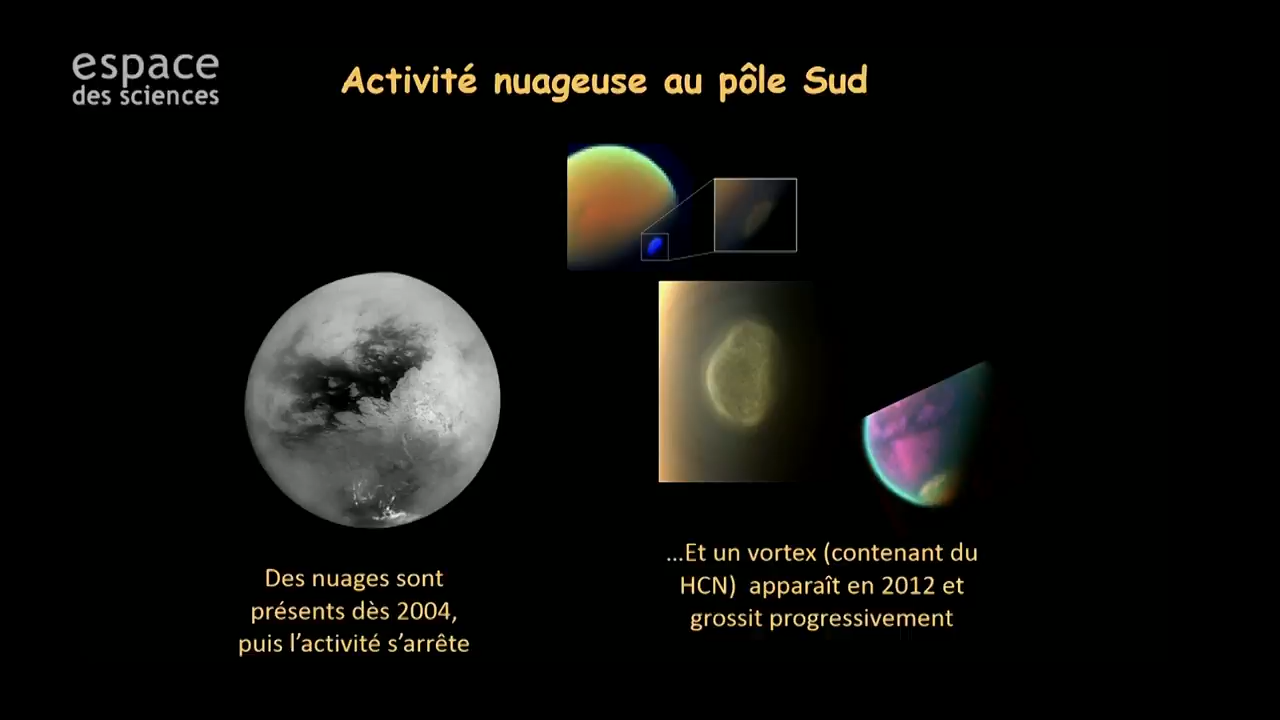 espace
des sciences
Activité nuageuse au pôle Sud
Des nuages sont
présents dès 2004,
puis l’activité s’arrête
...Et un vortex (contenant du
HCN) apparaît en 2012 et
grossit progressivement